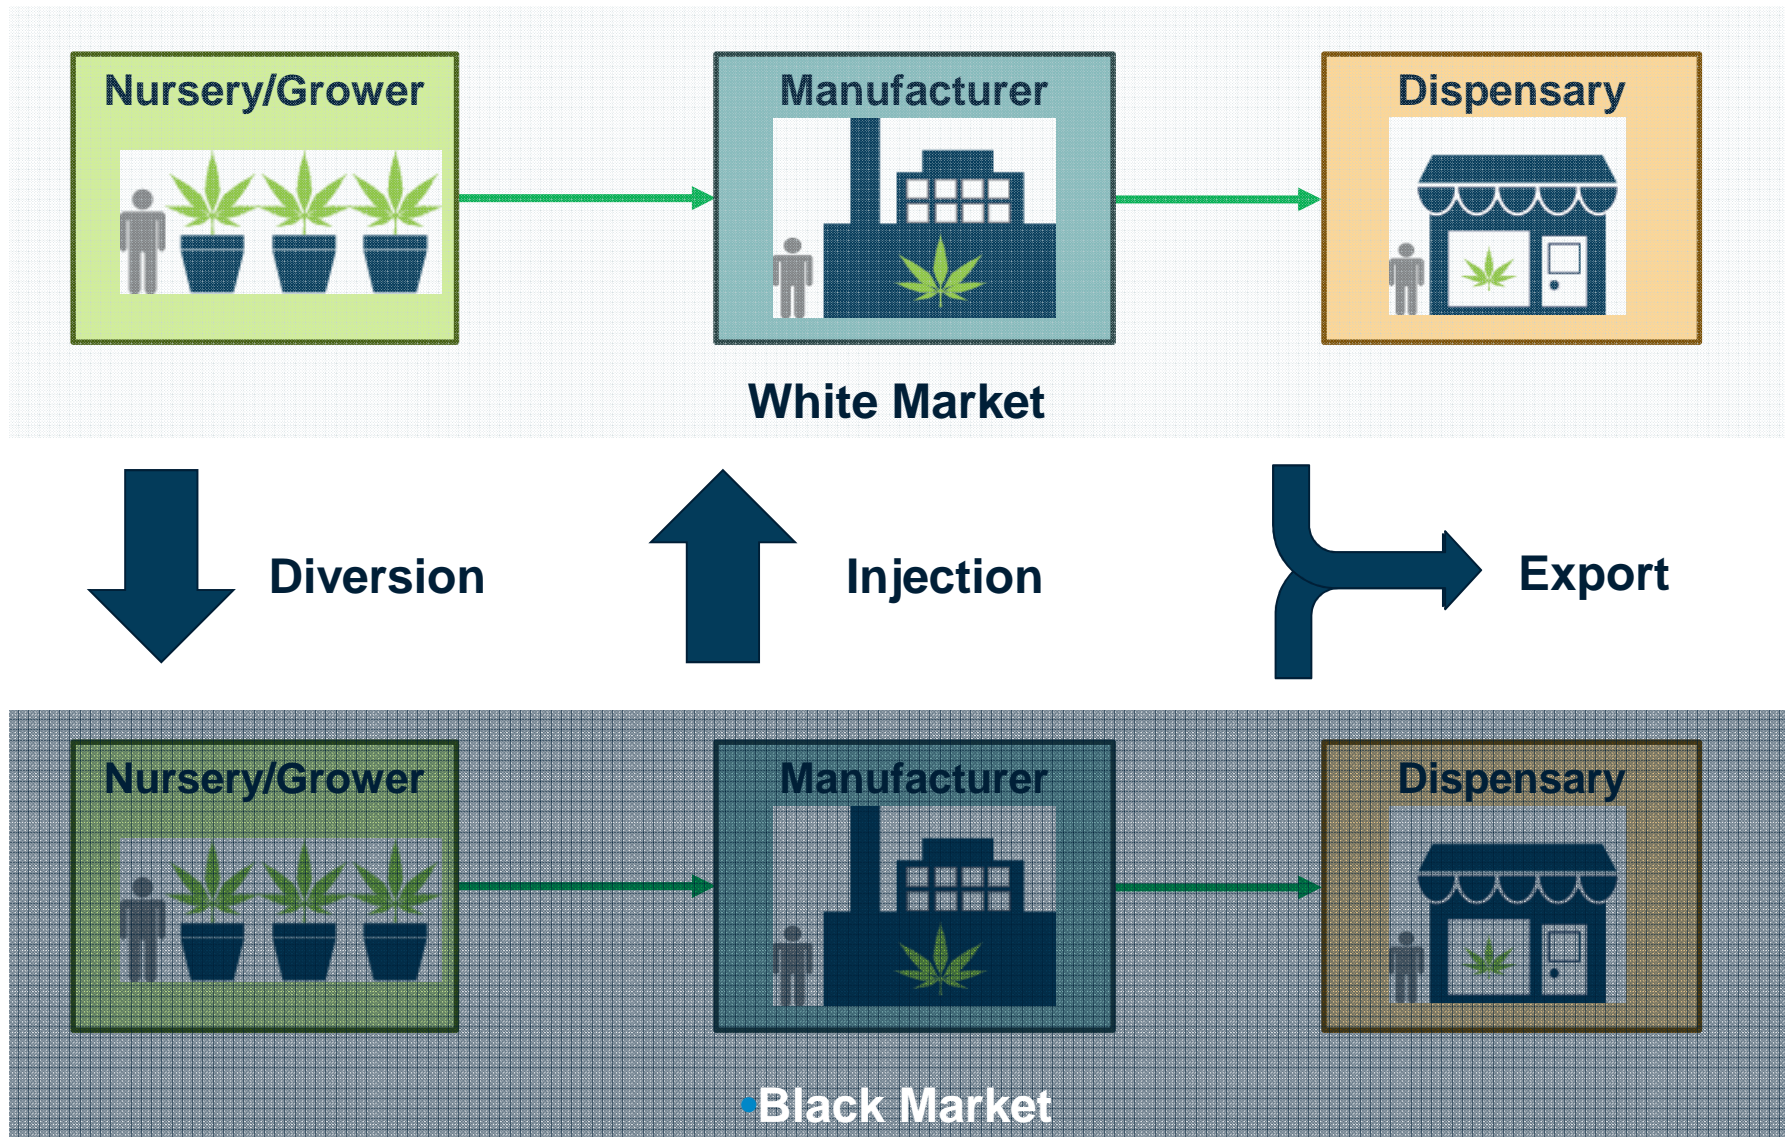 Nursery/Grower
Manufacturer
Dispensary
White Market
Diversion
Injection
Export
Nursery/Grower
Manufacturer
Dispensary
•Black Market